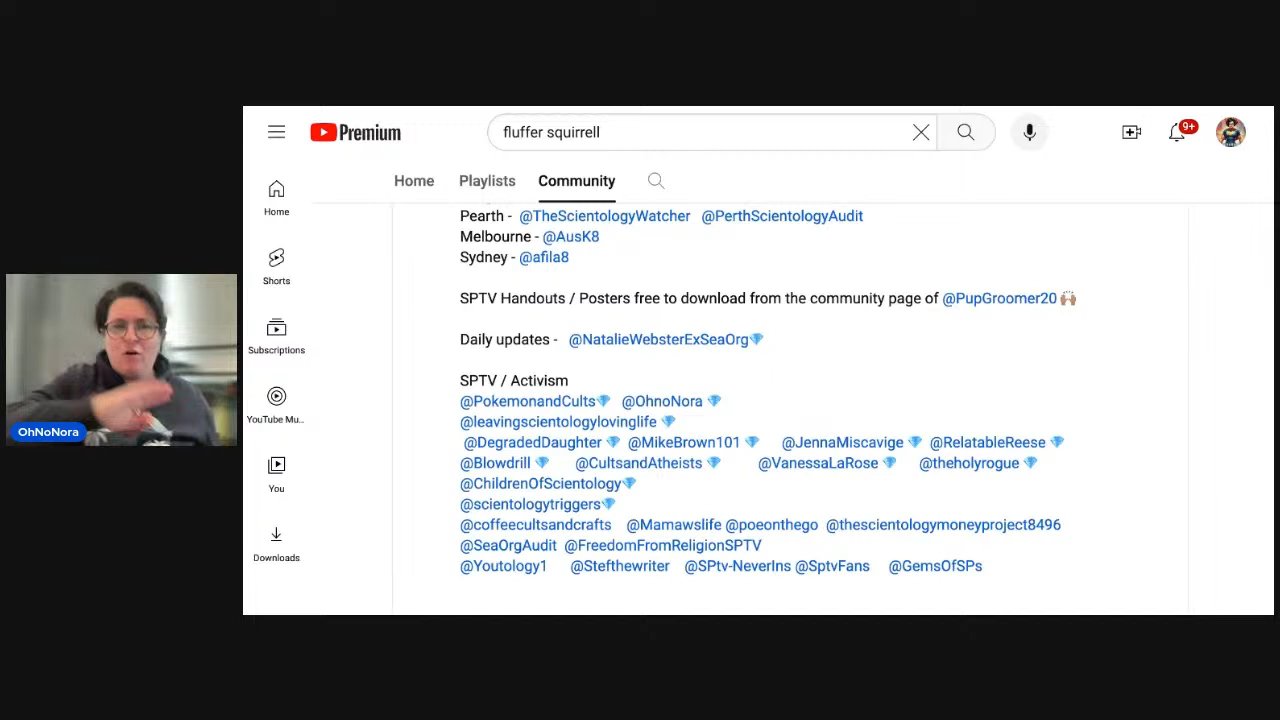 Premium
fluffer squirrell
9+
Home Playlists Community
Home
Shorts
Subscriptions
YouTube Mu...
You
Downloads
Pearth - @TheScientologyWatcher @PerthScientologyAudit
Melbourne - @AusK8
Sydney - @afila8
SPTV Handouts / Posters free to download from the community page of @PupGroomer20
Daily updates - @NatalieWebsterExSeaOrg
SPTV / Activism
@PokemonandCults @OhnoNora
@leavingscientologylovinglife
@DegradedDaughter @MikeBrown101 @JennaMiscavige @RelatableReese
@Blowdrill @CultsandAtheists @VanessaLaRose @theholyrogue
@ChildrenOfScientology
@scientologytriggers
@coffeecultsandcrafts @Mamawslife @poeonthego @thescientologymoneyproject8496
@SeaOrgAudit @FreedomFromReligionSPTV
@Youtology1 @Stefthewriter @SPtv-NeverIns @SptvFans @GemsOfSPs
OhNoNora